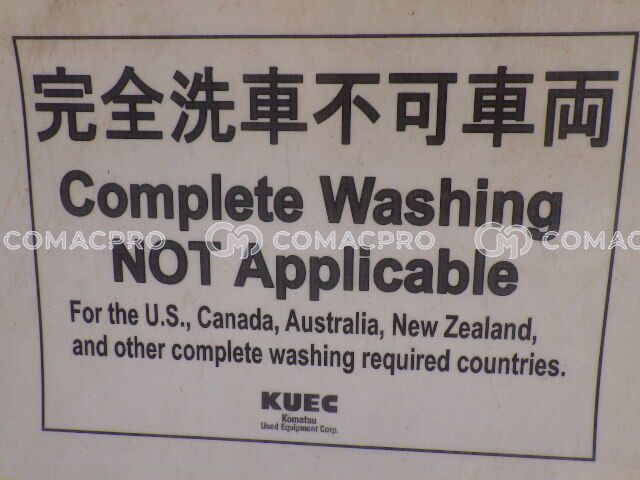 完全洗車不可車両
Complete Washing
COMACPRO COMACPRO COMACPRO
NOT Applicable
For the U.S., Canada, Australia, New Zealand,
and other complete washing required countries.
KUEC
Komatsu
Used Equipment Corp.